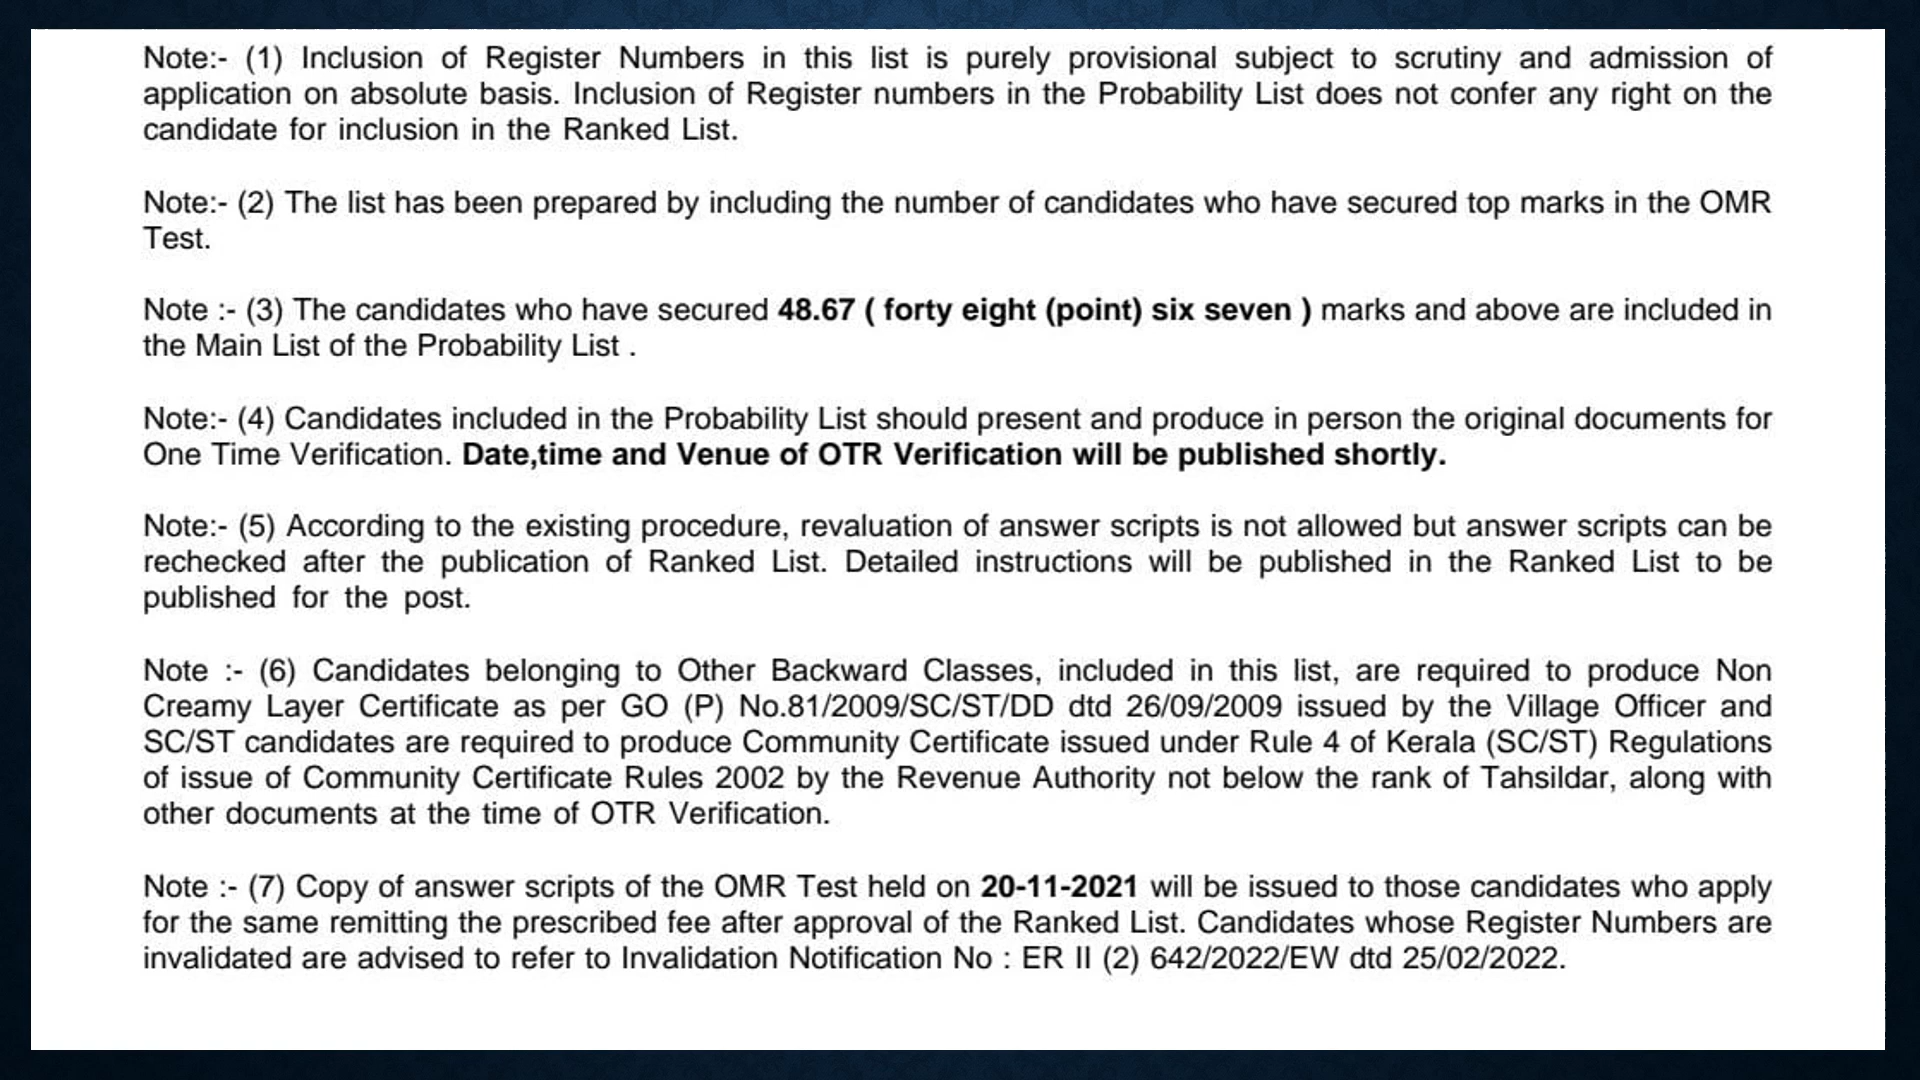 Note:- (1) Inclusion of Register Numbers in this list is purely provisional subject to scrutiny and admission of
application on absolute basis. Inclusion of Register numbers in the Probability List does not confer any right on the
candidate for inclusion in the Ranked List.
Note:- (2) The list has been prepared by including the number of candidates who have secured top marks in the OMR
Test.
Note :- (3) The candidates who have secured 48.67 ( forty eight (point) six seven ) marks and above are included in
the Main List of the Probability List .
Note:- (4) Candidates included in the Probability List should present and produce in person the original documents for
One Time Verification. Date,time and Venue of OTR Verification will be published shortly.
Note:- (5) According to the existing procedure, revaluation of answer scripts is not allowed but answer scripts can be
rechecked after the publication of Ranked List. Detailed instructions will be published in the Ranked List to be
published for the post.
Note :- (6) Candidates belonging to Other Backward Classes, included in this list, are required to produce Non
Creamy Layer Certificate as per GO (P) No.81/2009/SC/ST/DD dtd 26/09/2009 issued by the Village Officer and
SC/ST candidates are required to produce Community Certificate issued under Rule 4 of Kerala (SC/ST) Regulations
of issue of Community Certificate Rules 2002 by the Revenue Authority not below the rank of Tahsildar, along with
other documents at the time of OTR Verification.
Note :- (7) Copy of answer scripts of the OMR Test held on 20-11-2021 will be issued to those candidates who apply
for the same remitting the prescribed fee after approval of the Ranked List. Candidates whose Register Numbers are
invalidated are advised to refer to Invalidation Notification No : ER II (2) 642/2022/EW dtd 25/02/2022.